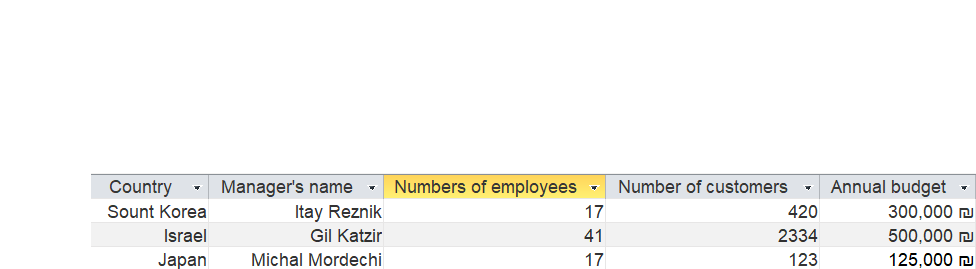 Country Manager's name Numbers of employees Number of customers Annual budget
Sount Korea Itay Reznik 17 420 300,000 ₪
Israel Gil Katzir 41 2334 500,000 ₪
Japan Michal Mordechi 17 123 125,000 ₪